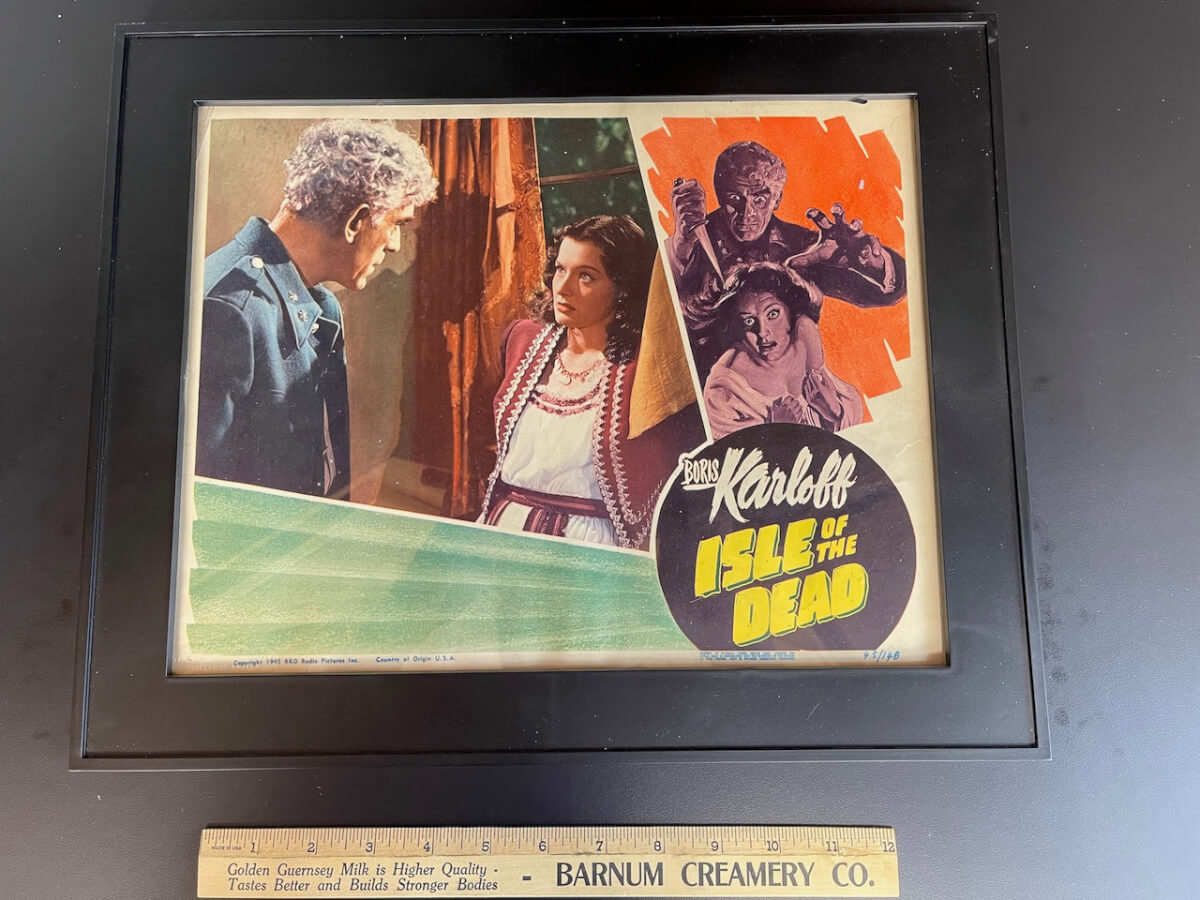 BORIS
Karloff
ISLE OF THE
DEAD
Copyright 1945 RKO Radio Pictures Inc. Country of Origin U.S.A.
45/148
MADE IN USA 1 2 3 4 5 6 7 8 9 10 11 12
Golden Guernsey Milk is Higher Quality -
Tastes Better and Builds Stronger Bodies
- BARNUM CREAMERY CO.